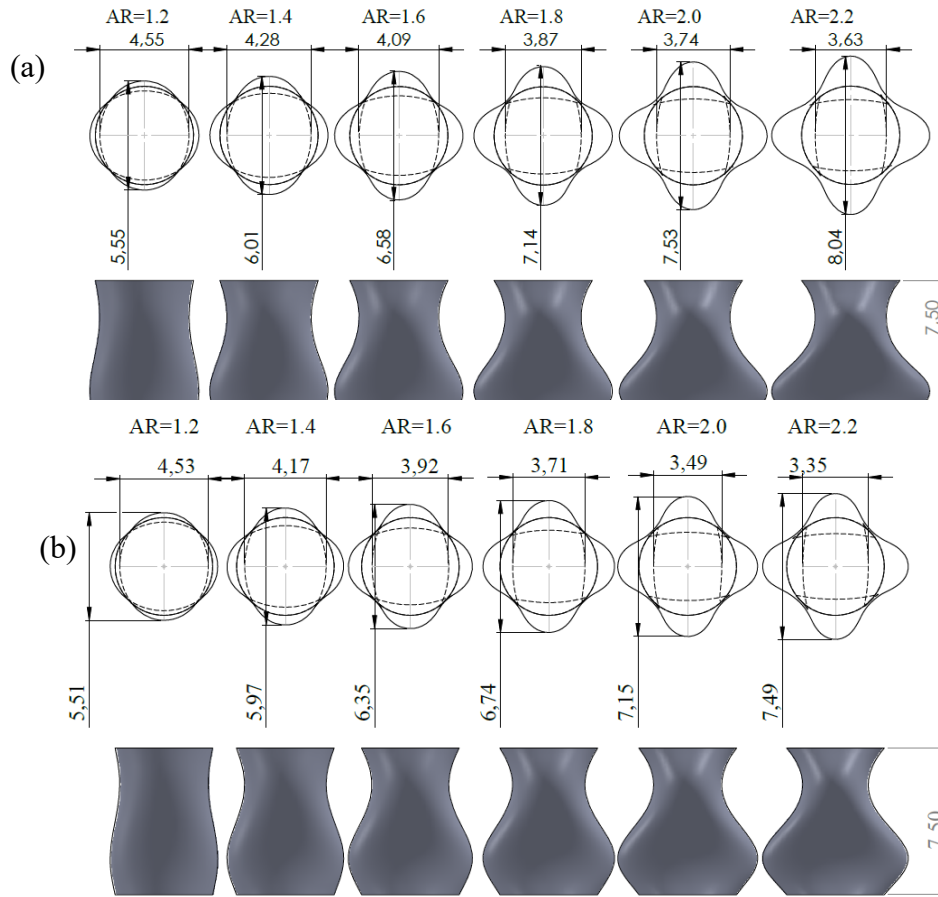 AR=1.2 AR=1.4 AR=1.6 AR=1.8 AR=2.0 AR=2.2
4,55 4,28 4,09 3,87 3,74 3,63
(a)
5,55 6,01 6,58 7,14 7,53 8,04
7,50
AR=1.2 AR=1.4 AR=1.6 AR=1.8 AR=2.0 AR=2.2
4,53 4,17 3,92 3,71 3,49 3,35
(b)
5,51 5,97 6,35 6,74 7,15 7,49
7,50